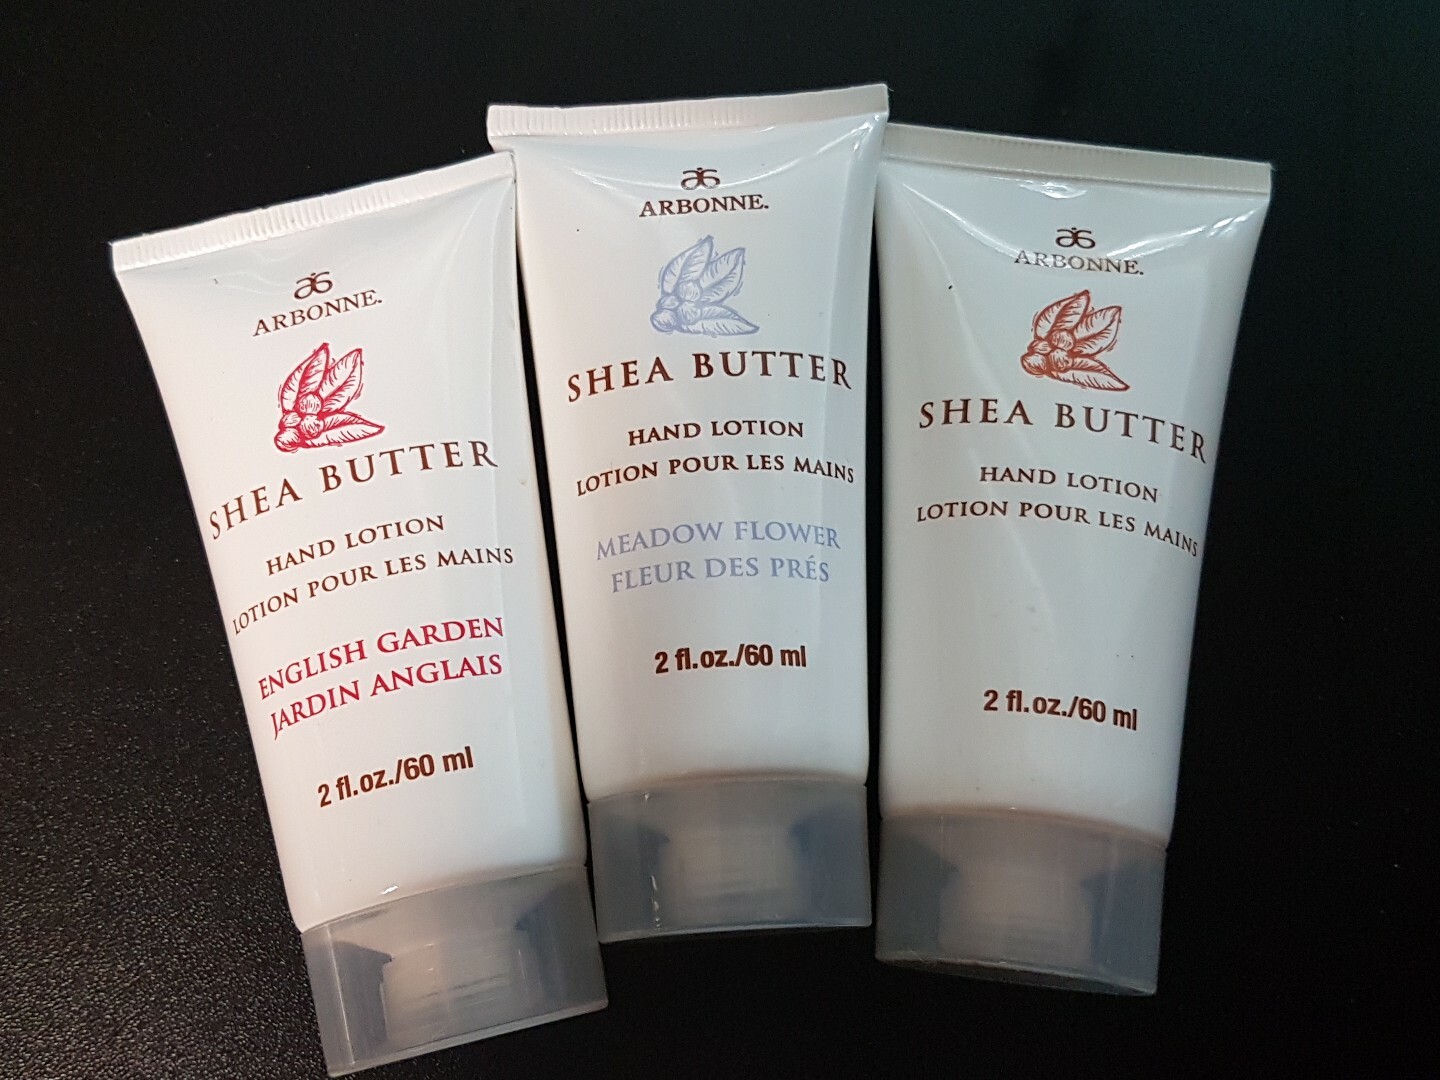 ARBONNE.
SHEA BUTTER
HAND LOTION
LOTION POUR LES MAINS
ENGLISH GARDEN
JARDIN ANGLAIS
2 fl.oz./60 ml
ARBONNE.
SHEA BUTTER
HAND LOTION
LOTION POUR LES MAINS
MEADOW FLOWER
FLEUR DES PRÉS
2 fl.oz./60 ml
ARBONNE.
SHEA BUTTER
HAND LOTION
LOTION POUR LES MAINS
2 fl.oz./60 ml